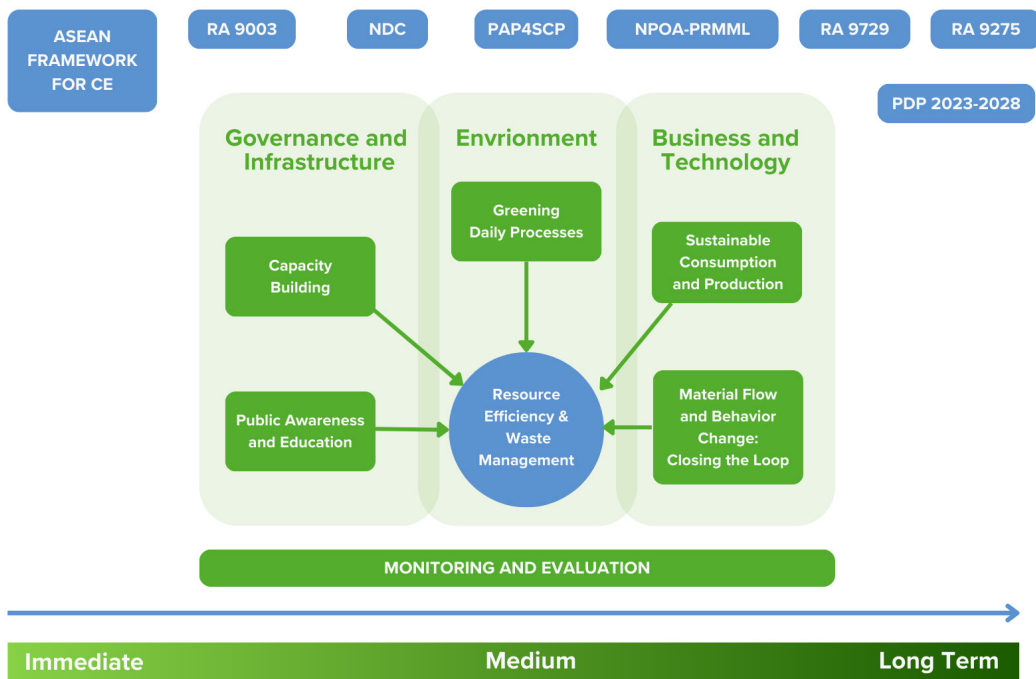 ASEAN
FRAMEWORK
FOR CE
RA 9003
NDC
PAP4SCP
NPOA-PRMML
RA 9729
RA 9275
PDP 2023-2028
Governance and
Infrastructure
Envrionment
Business and
Technology
Greening
Daily Processes
Capacity
Building
Sustainable
Consumption
and Production
Public Awareness
and Education
Resource
Efficiency &
Waste
Management
Material Flow
and Behavior
Change:
Closing the Loop
MONITORING AND EVALUATION
Immediate
Medium
Long Term